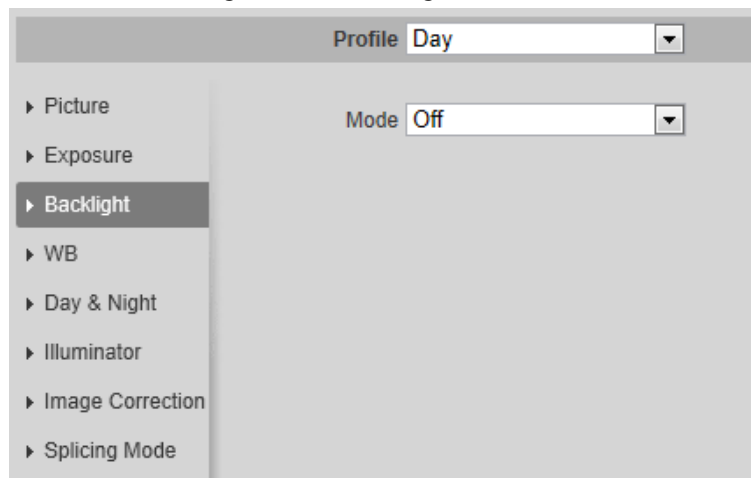 Profile Day
Picture
Mode Off
Exposure
Backlight
WB
Day & Night
Illuminator
Image Correction
Splicing Mode